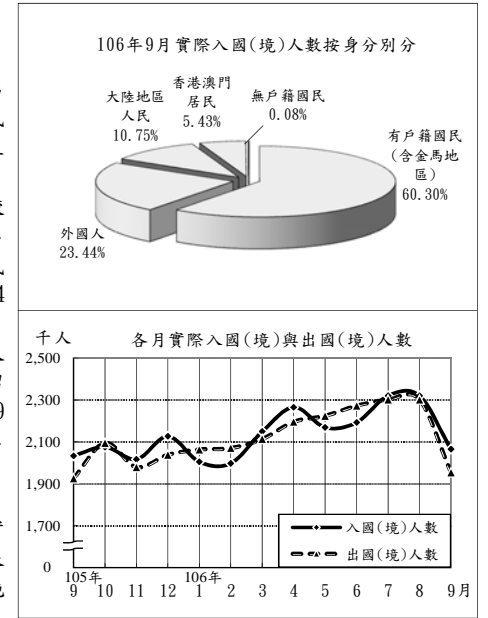 106年9月實際入國(境)人數按身分別分
香港澳門
居民
5.43%
大陸地區
人民
10.75%
無戶籍國民
0.08%
有戶籍國民
(含金馬地
區)
60.30%
外國人
23.44%
千人
各月實際入國(境)與出國(境)人數
2,500
2,300
2,100
1,900
1,700
0
入國(境)人數
出國(境)人數
105年 106年
9 10 11 12 1 2 3 4 5 6 7 8 9月